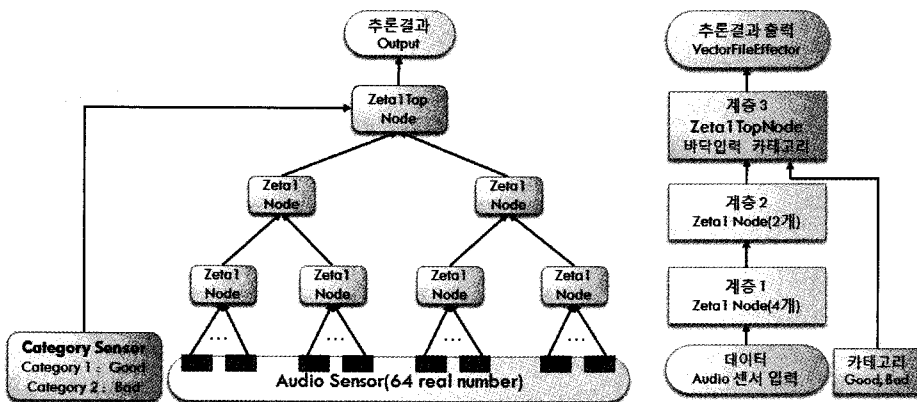 추론결과
Output
Zeta1Top
Node
Zeta1
Node
Zeta1
Node
Zeta1
Node
Zeta1
Node
Zeta1
Node
Zeta1
Node
...
...
...
...
Category Sensor
Category 1 : Good
Category 2 : Bad
Audio Sensor(64 real number)
추론결과 출력
VectorFileEffector
계층 3
Zeta1TopNode
바닥입력 카테고리
계층 2
Zeta1 Node(2개)
계층 1
Zeta1 Node(4개)
데이터
Audio 센서 입력
카테고리
Good, Bad